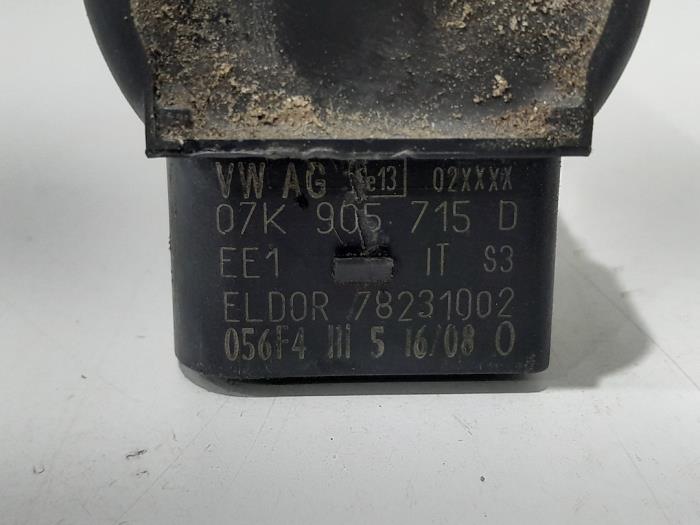 VW AG e13 02XXXX
07K 905 715 D
EE1 IT S3
ELDOR 78231002
056F4 III 5 16/08 0